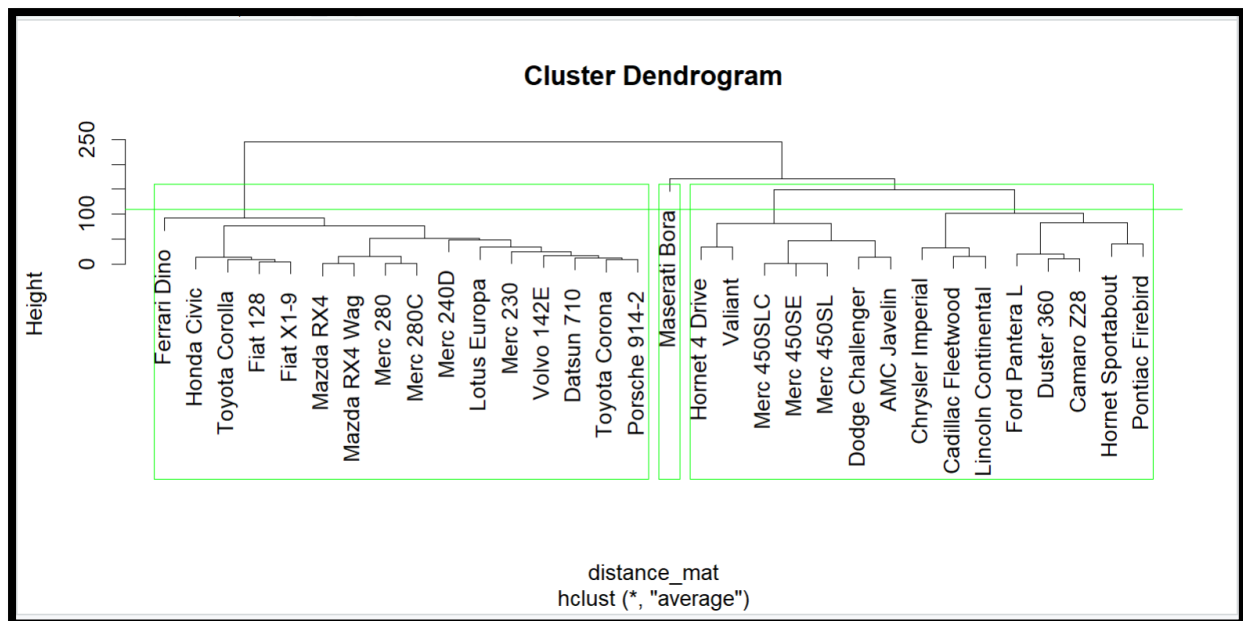 Cluster Dendrogram
Height
250
100
0
Ferrari Dino
Honda Civic
Toyota Corolla
Fiat 128
Fiat X1-9
Mazda RX4
Mazda RX4 Wag
Merc 280
Merc 280C
Merc 240D
Lotus Europa
Merc 230
Volvo 142E
Datsun 710
Toyota Corona
Porsche 914-2
Maserati Bora
Hornet 4 Drive
Valiant
Merc 450SLC
Merc 450SE
Merc 450SL
Dodge Challenger
AMC Javelin
Chrysler Imperial
Cadillac Fleetwood
Lincoln Continental
Ford Pantera L
Duster 360
Camaro Z28
Hornet Sportabout
Pontiac Firebird
distance_mat
hclust (*, "average")